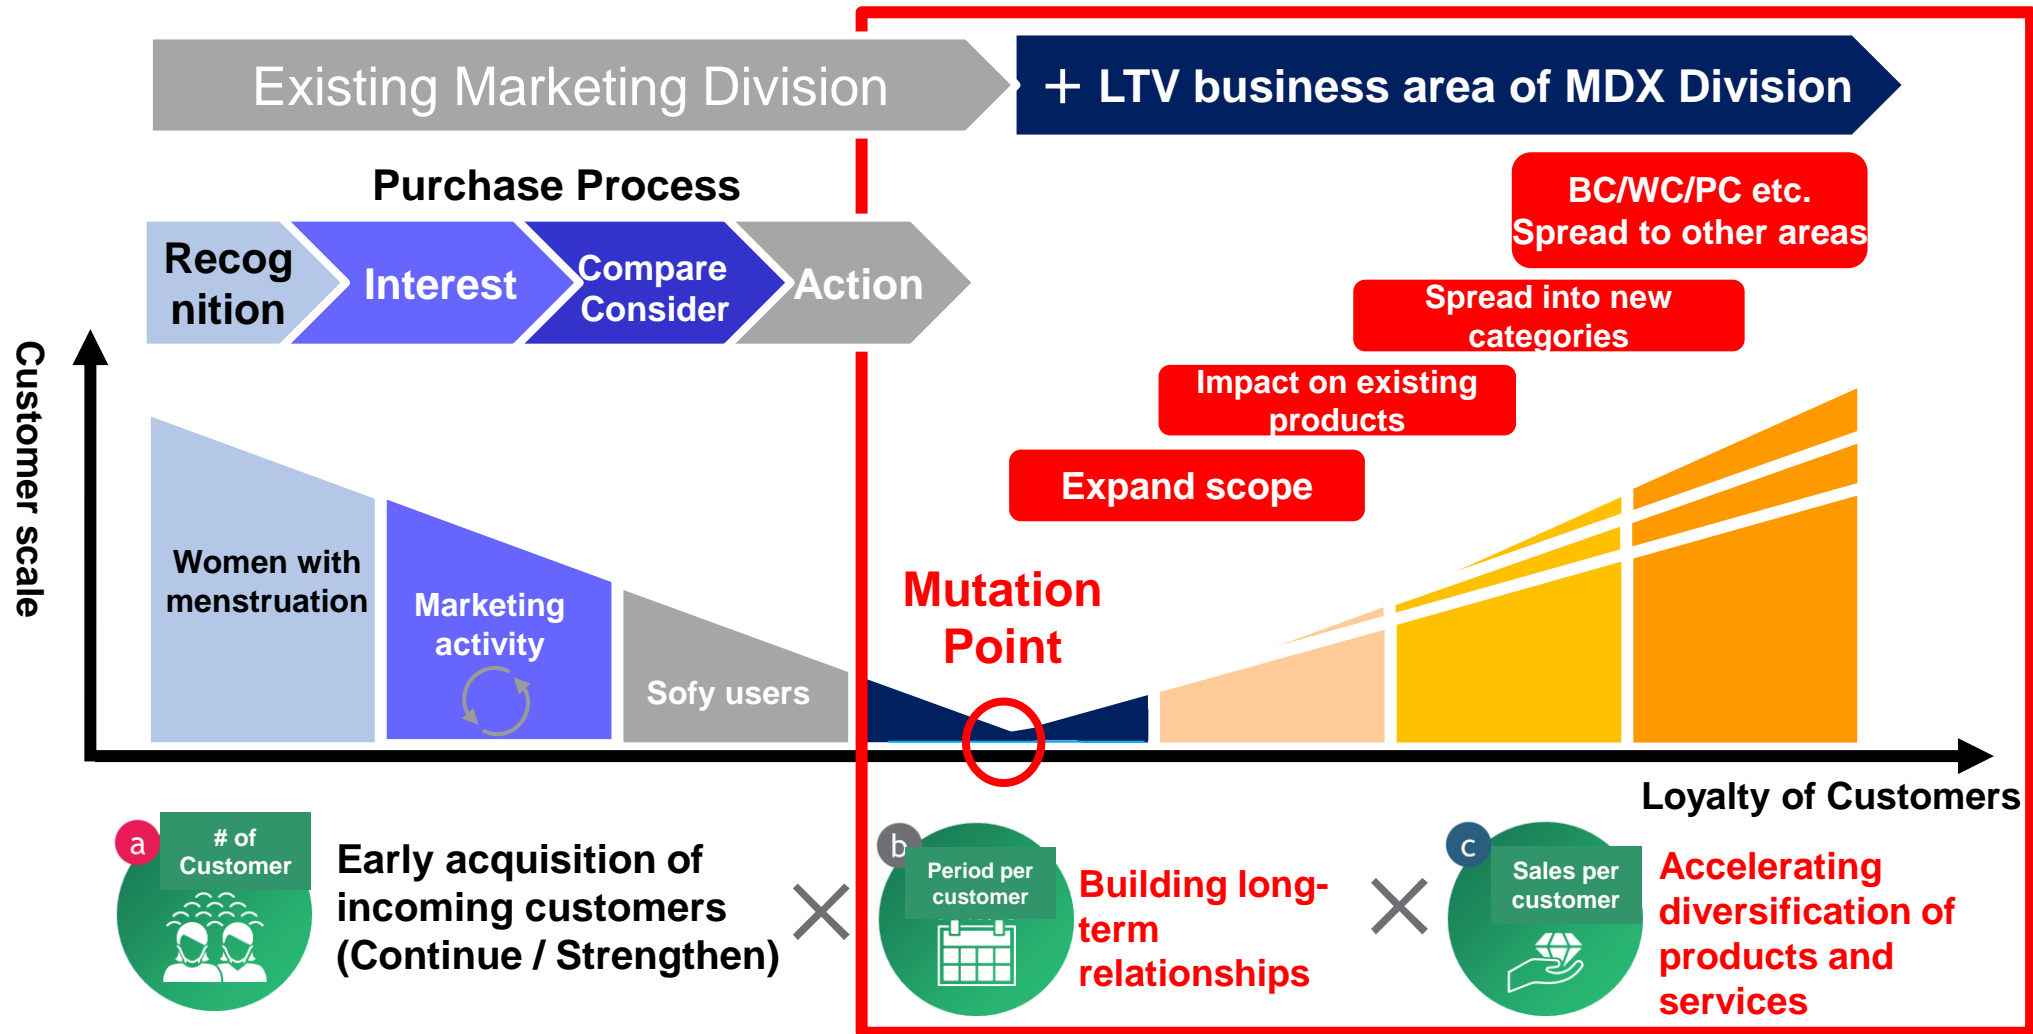 Existing Marketing Division
+ LTV business area of MDX Division
Purchase Process
Recog
nition
Interest
Compare
Consider
Action
BC/WC/PC etc.
Spread to other areas
Spread into new
categories
Impact on existing
products
Expand scope
Customer scale
Women with
menstruation
Marketing
activity
Sofy users
Mutation
Point
Loyalty of Customers
a
# of
Customer
Early acquisition of
incoming customers
(Continue / Strengthen)
×
b
Period per
customer
Building long-
term
relationships
×
c
Sales per
customer
Accelerating
diversification of
products and
services